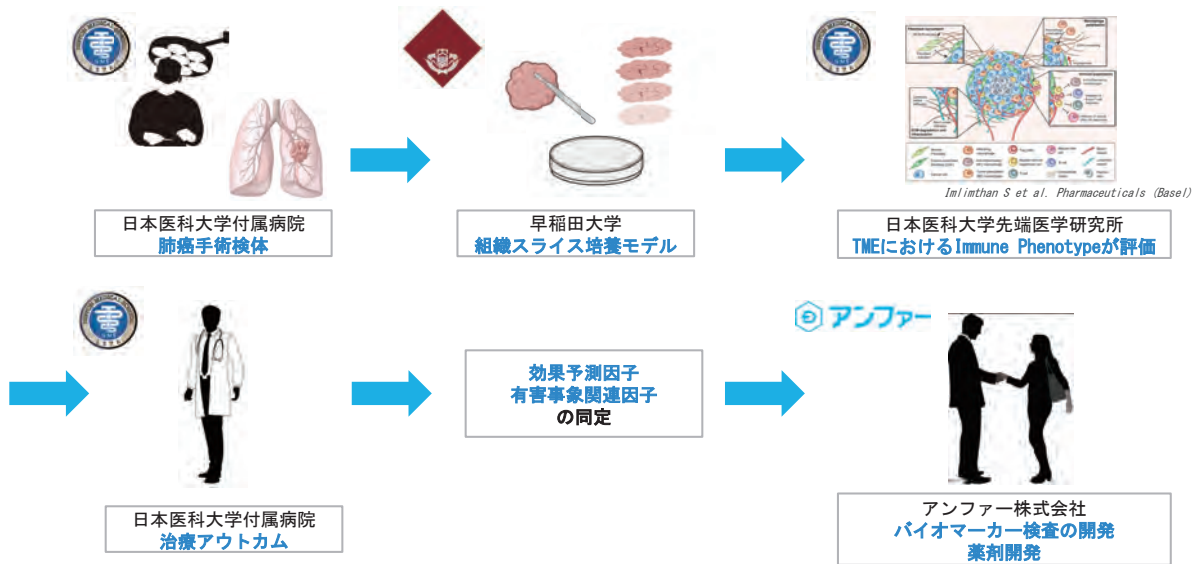 Imlimthan S et al. Pharmaceuticals (Basel)
日本医科大学付属病院
肺癌手術検体
早稲田大学
組織スライス培養モデル
日本医科大学先端医学研究所
TMEにおけるImmune Phenotypeが評価
アンファー
効果予測因子
有害事象関連因子
の同定
日本医科大学付属病院
治療アウトカム
アンファー株式会社
バイオマーカー検査の開発
薬剤開発